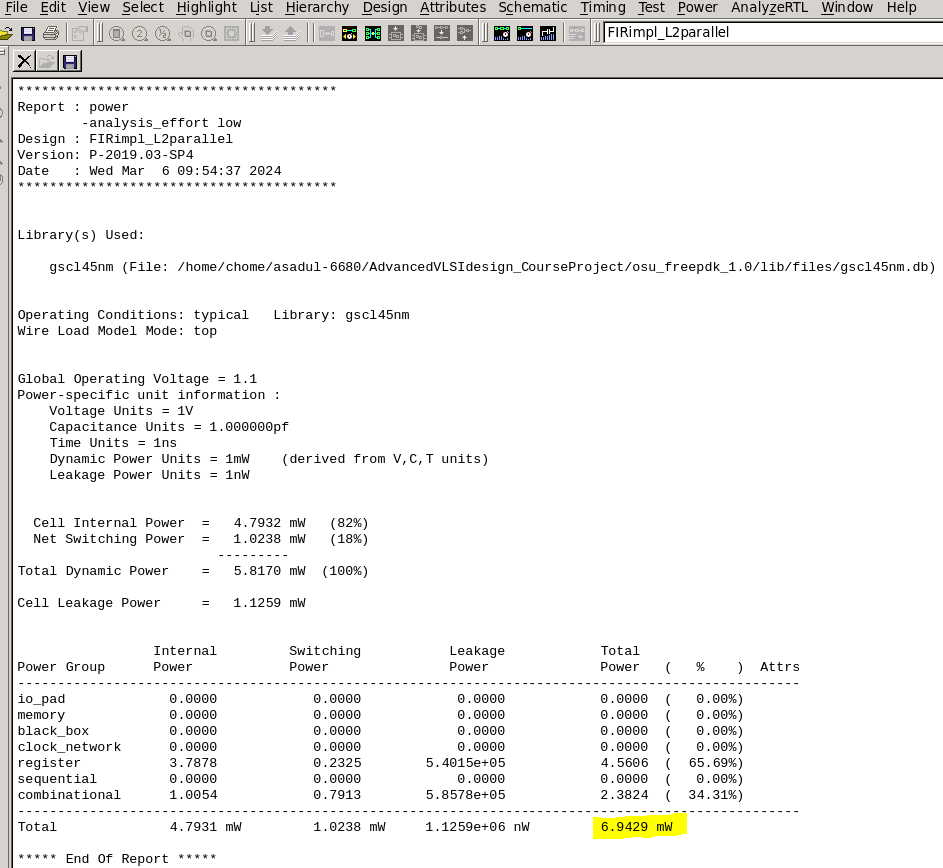 File Edit View Select Highlight List Hierarchy Design Attributes Schematic Timing Test Power AnalyzeRTL Window Help
FIRimpl_L2parallel
****************************************
Report : power
        -analysis_effort low
Design : FIRimpl_L2parallel
Version: P-2019.03-SP4
Date   : Wed Mar  6 09:54:37 2024
****************************************
Library(s) Used:
    gscl45nm (File: /home/chome/asadul-6680/AdvancedVLSIdesign_CourseProject/osu_freepdk_1.0/lib/files/gscl45nm.db)
Operating Conditions: typical   Library: gscl45nm
Wire Load Model Mode: top
Global Operating Voltage = 1.1
Power-specific unit information :
    Voltage Units = 1V
    Capacitance Units = 1.000000pf
    Time Units = 1ns
    Dynamic Power Units = 1mW    (derived from V,C,T units)
    Leakage Power Units = 1nW
  Cell Internal Power  =   4.7932 mW   (82%)
  Net Switching Power  =   1.0238 mW   (18%)
                         ---------
Total Dynamic Power    =   5.8170 mW  (100%)
Cell Leakage Power     =   1.1259 mW
                 Internal         Switching           Leakage            Total
Power Group      Power            Power               Power              Power   (   %    )  Attrs
--------------------------------------------------------------------------------------------------
io_pad             0.0000            0.0000            0.0000            0.0000  (   0.00%)
memory             0.0000            0.0000            0.0000            0.0000  (   0.00%)
black_box          0.0000            0.0000            0.0000            0.0000  (   0.00%)
clock_network      0.0000            0.0000            0.0000            0.0000  (   0.00%)
register           3.7878            0.2325        5.4015e+05            4.5606  (  65.69%)
sequential         0.0000            0.0000            0.0000            0.0000  (   0.00%)
combinational      1.0054            0.7913        5.8578e+05            2.3824  (  34.31%)
--------------------------------------------------------------------------------------------------
Total              4.7931 mW         1.0238 mW     1.1259e+06 nW         6.9429 mW
***** End Of Report *****